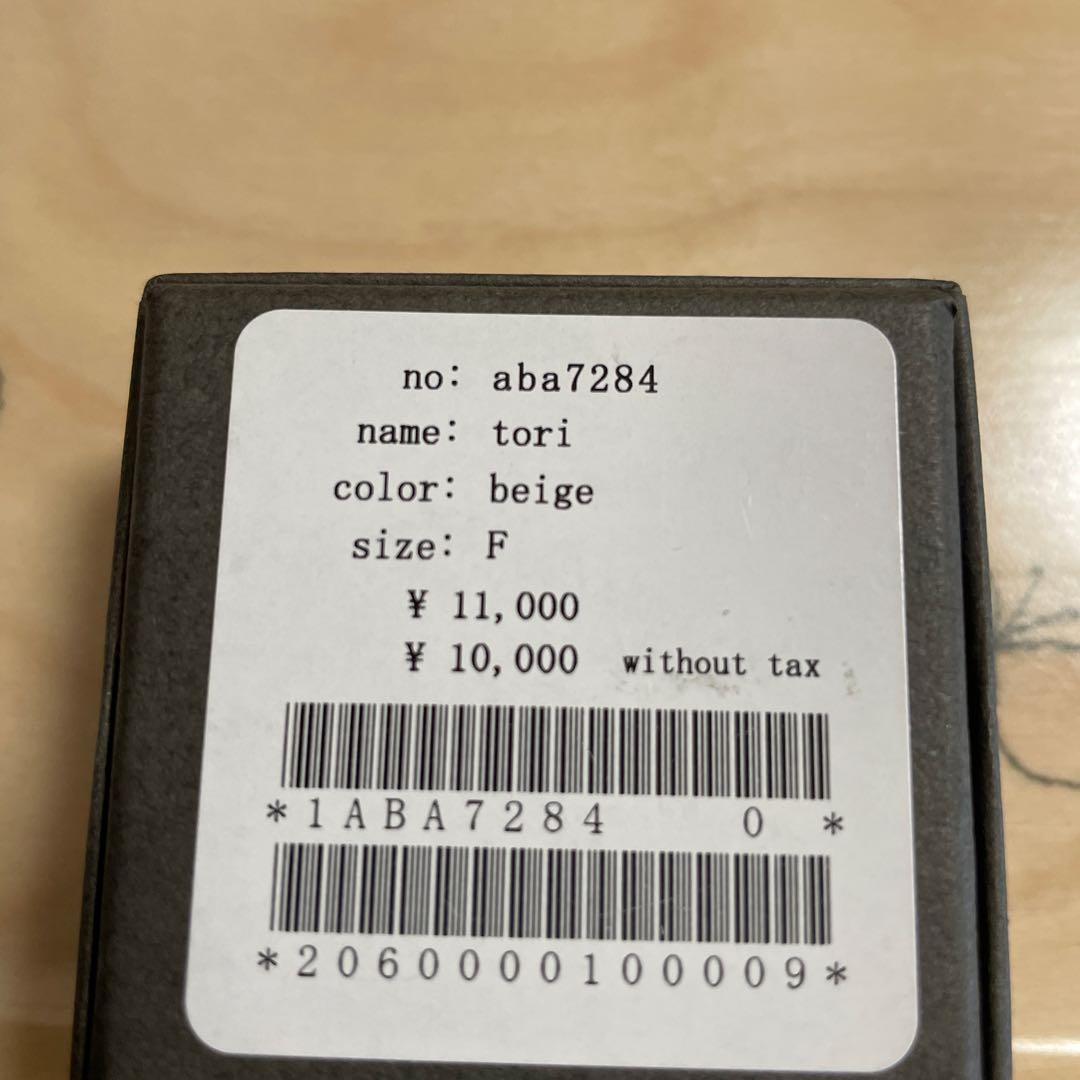 no: aba7284
name: tori
color: beige
size: F
¥ 11,000
¥ 10,000 without tax
*1ABA7284 0 *
*2060000100009*